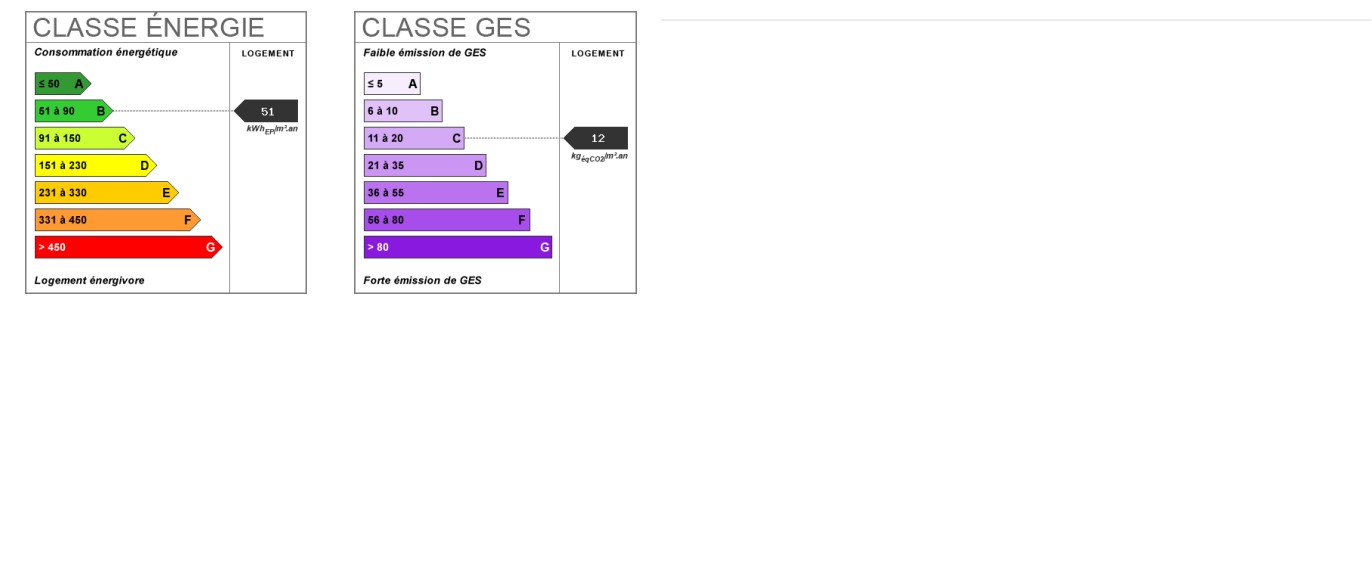 CLASSE ÉNERGIE
Consommation énergétique
LOGEMENT
≤ 50 A
51 à 90 B
51
kWhEP/m².an
91 à 150 C
151 à 230 D
231 à 330 E
331 à 450 F
> 450 G
Logement énergivore
CLASSE GES
Faible émission de GES
LOGEMENT
≤ 5 A
6 à 10 B
11 à 20 C
12
kgéqCO2/m².an
21 à 35 D
36 à 55 E
56 à 80 F
> 80 G
Forte émission de GES